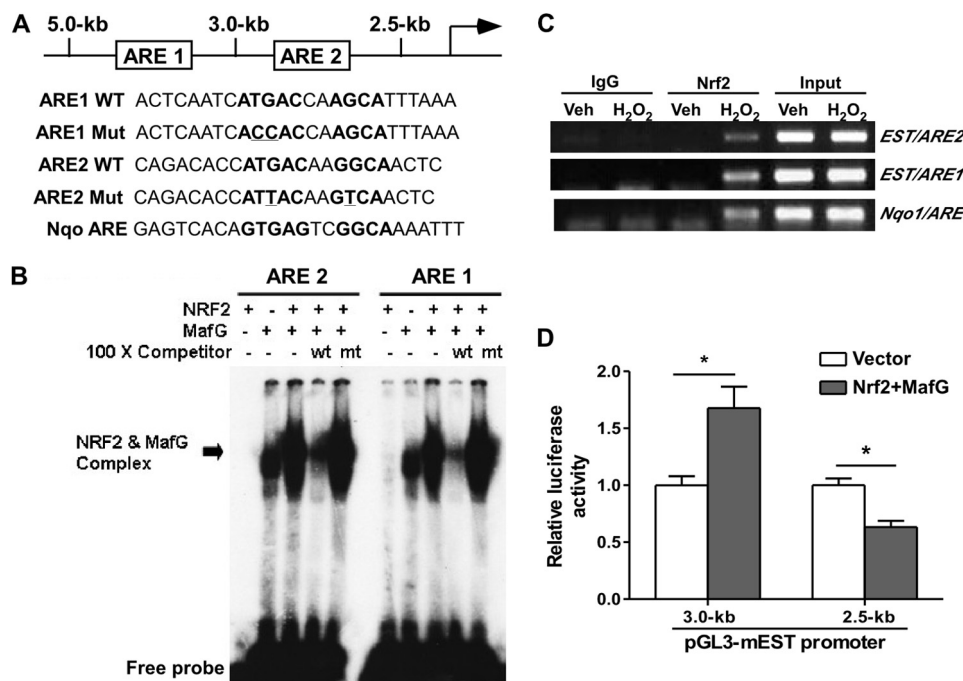 A
5.0-kb 3.0-kb 2.5-kb
ARE 1 ARE 2
ARE1 WT ACTCAATCATGACCAAGCATTTAAA
ARE1 Mut ACTCAATCACCACCAAGCATTTAAA
ARE2 WT CAGACACCATGACAAGGCAACTC
ARE2 Mut CAGACACCATTACAAGTCAACTC
Nqo ARE GAGTCACAGTGAGTCGGCAAAATTT
B
ARE 2 ARE 1
NRF2 + - + + + + - + + +
MafG - + + + + - + + + +
100 X Competitor - - - wt mt - - - wt mt
NRF2 & MafG
Complex
Free probe
C
IgG Nrf2 Input
Veh H2O2 Veh H2O2 Veh H2O2
EST/ARE2
EST/ARE1
Nqo1/ARE
D
Vector
Nrf2+MafG
Relative luciferase
activity
2.0
1.5
1.0
0.5
0.0
* *
3.0-kb 2.5-kb
pGL3-mEST promoter